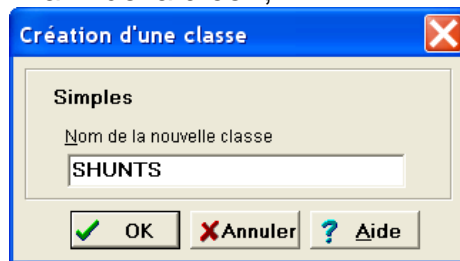 Création d'une classe
Simples
Nom de la nouvelle classe
SHUNTS
OK Annuler Aide